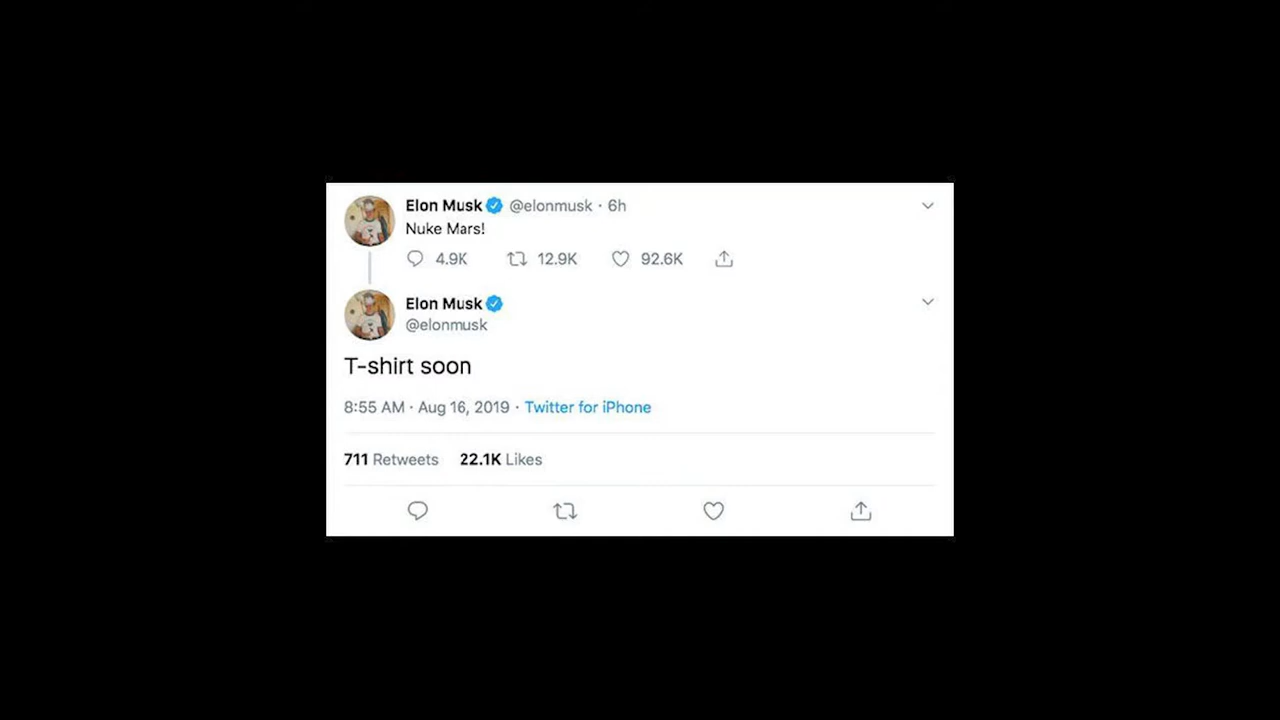 Elon Musk @elonmusk · 6h
Nuke Mars!
4.9K 12.9K 92.6K
Elon Musk
@elonmusk
T-shirt soon
8:55 AM · Aug 16, 2019 · Twitter for iPhone
711 Retweets 22.1K Likes